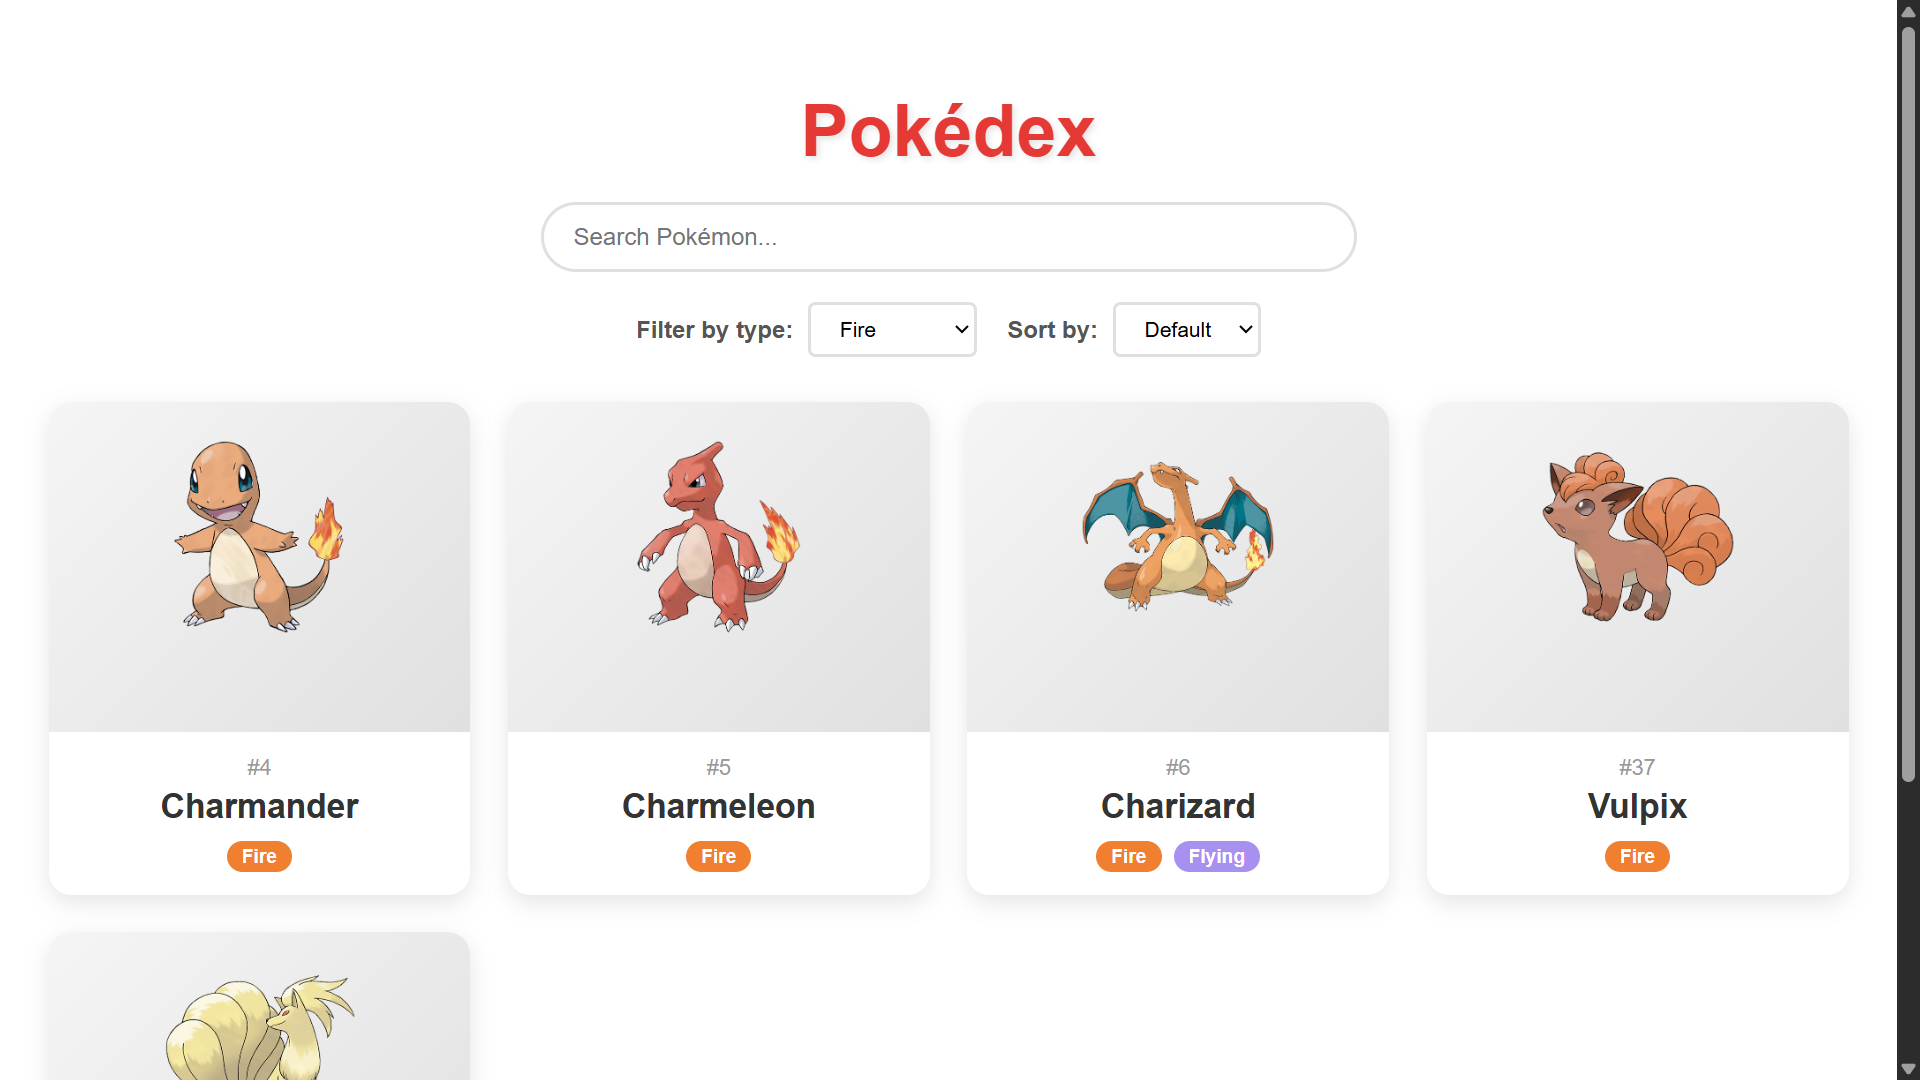 Pokédex
Search Pokémon...
Filter by type: Fire Sort by: Default
#4
Charmander
Fire
#5
Charmeleon
Fire
#6
Charizard
Fire Flying
#37
Vulpix
Fire